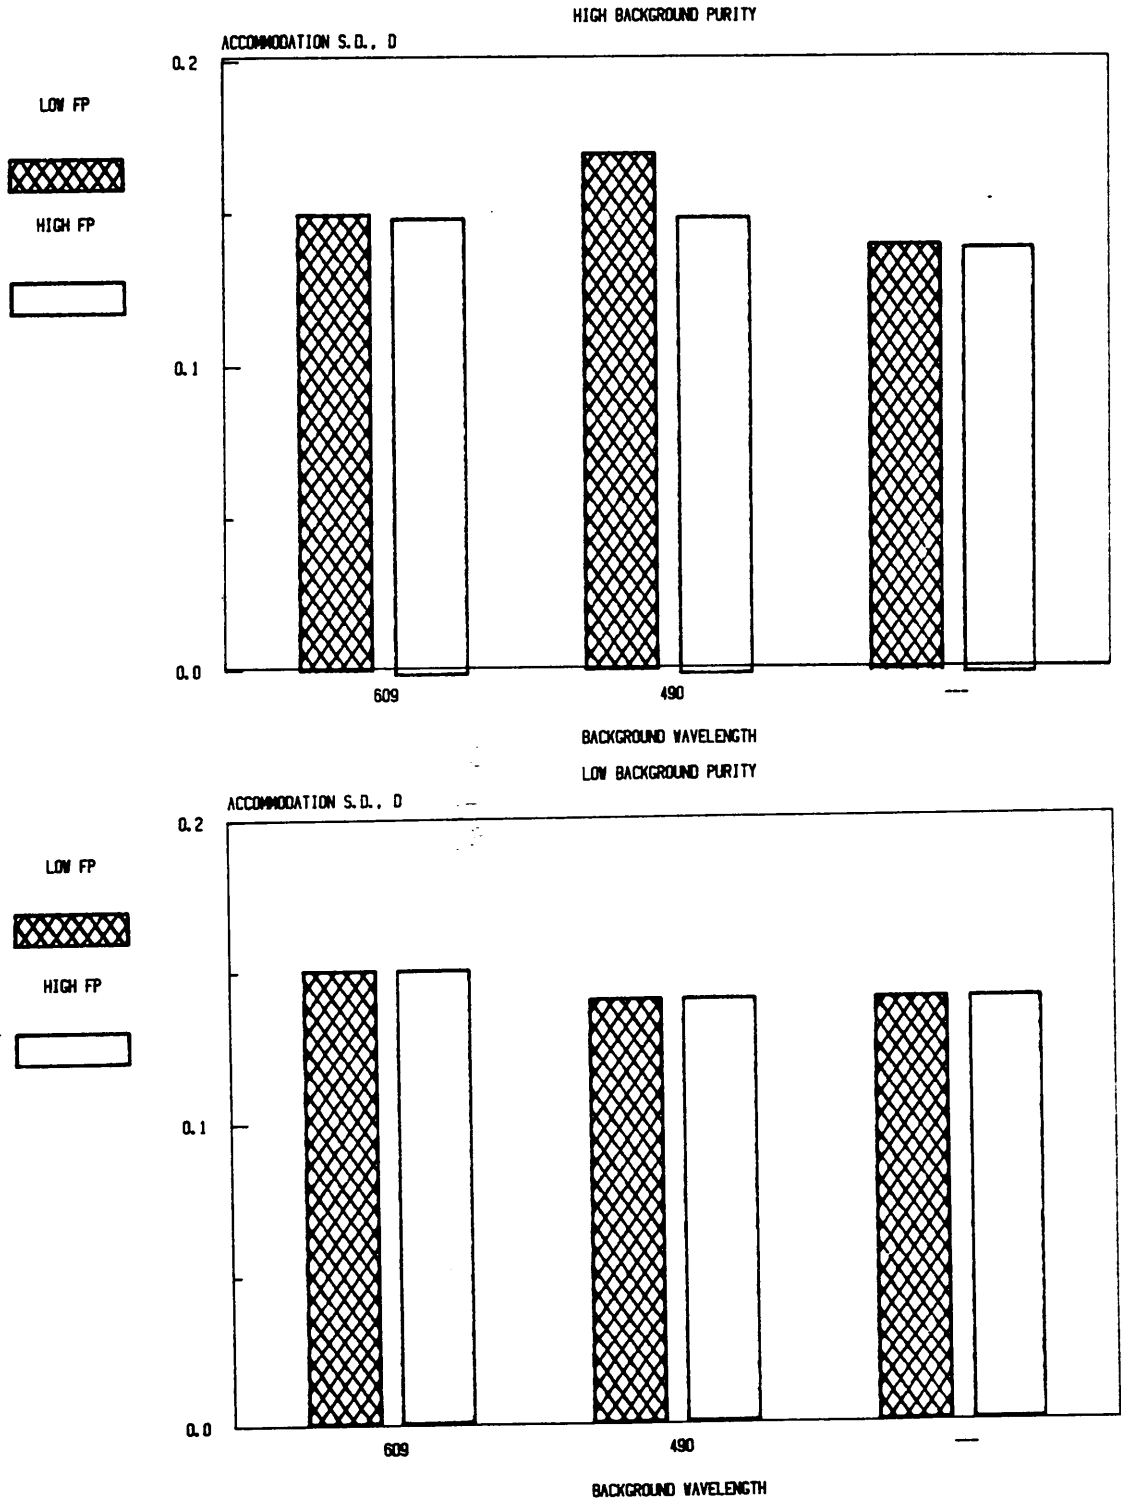 HIGH BACKGROUND PURITY
ACCOMMODATION S.D., D
0.2
LOW FP
HIGH FP
0.1
0.0
609 490 ---
BACKGROUND WAVELENGTH
LOW BACKGROUND PURITY
ACCOMMODATION S.D., D
0.2
LOW FP
HIGH FP
0.1
0.0
609 490 ---
BACKGROUND WAVELENGTH